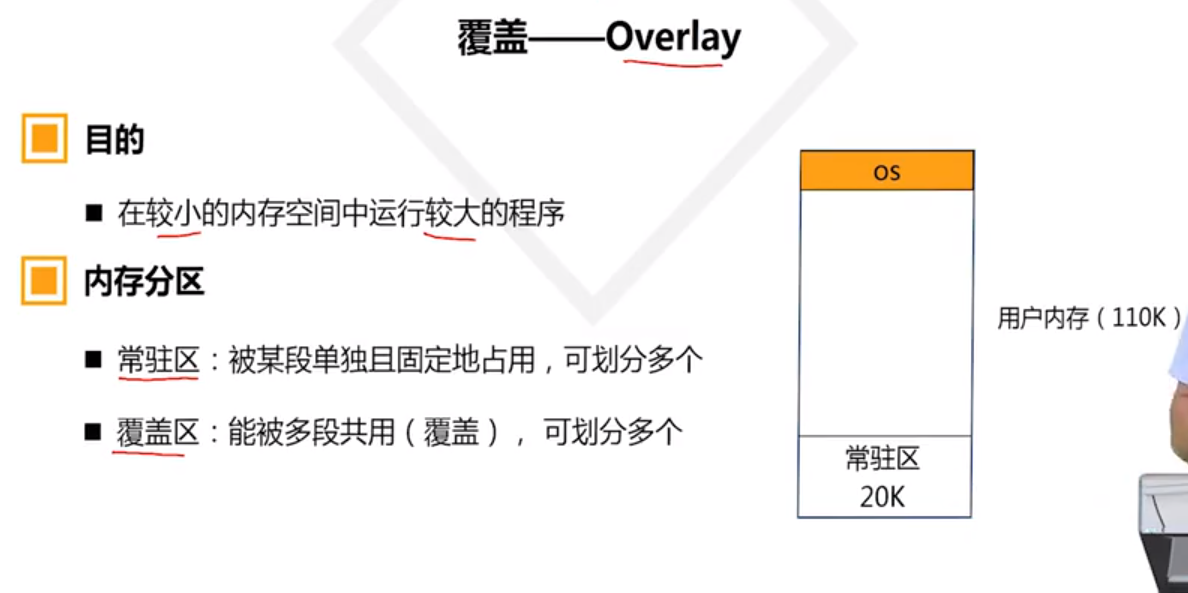 覆盖——Overlay
目的
■ 在较小的内存空间中运行较大的程序
内存分区
■ 常驻区：被某段单独且固定地占用，可划分多个
■ 覆盖区：能被多段共用（覆盖）， 可划分多个
OS
用户内存（110K）
常驻区
20K